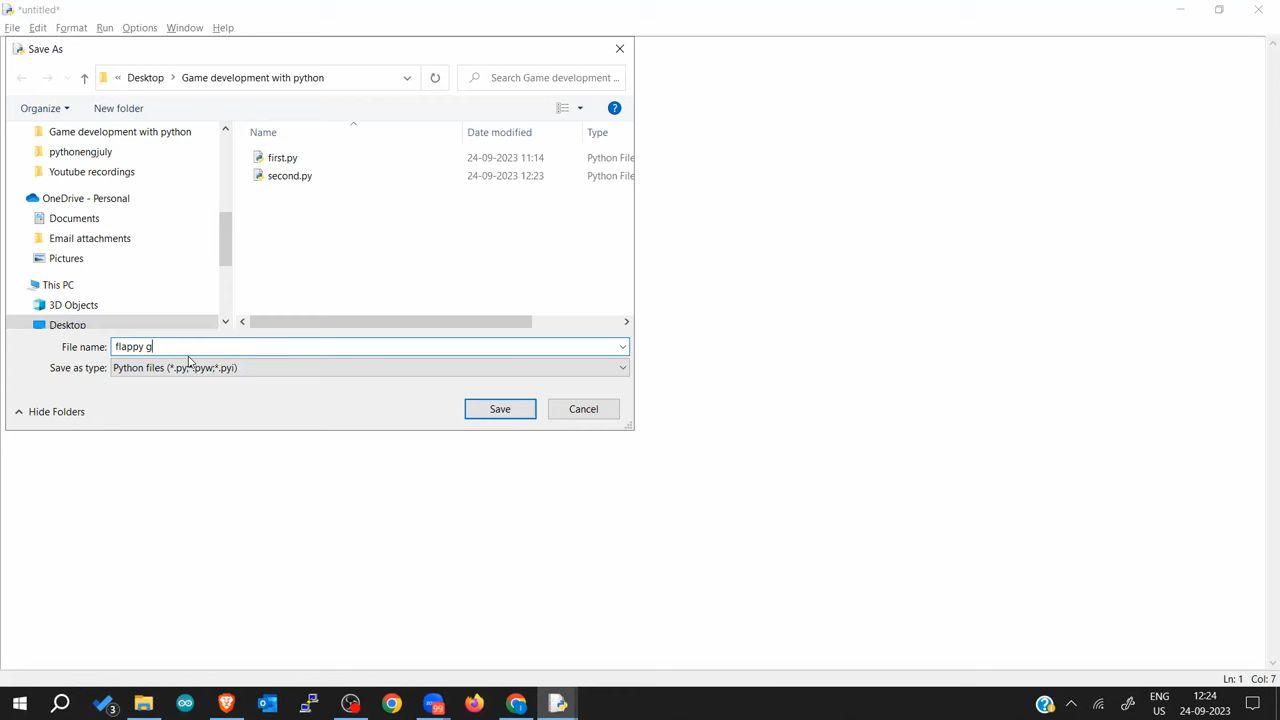 *untitled*
File Edit Format Run Options Window Help
Save As
« Desktop > Game development with python
Search Game development ...
Organize New folder
Game development with python
pythonengjuly
Youtube recordings
OneDrive - Personal
Documents
Email attachments
Pictures
This PC
3D Objects
Desktop
Name Date modified Type
first.py 24-09-2023 11:14 Python File
second.py 24-09-2023 12:23 Python File
File name: flappy g
Save as type: Python files (*.py;*.pyw;*.pyi)
Hide Folders
Save Cancel
Ln: 1 Col: 7
3
99
ENG
US
12:24
24-09-2023